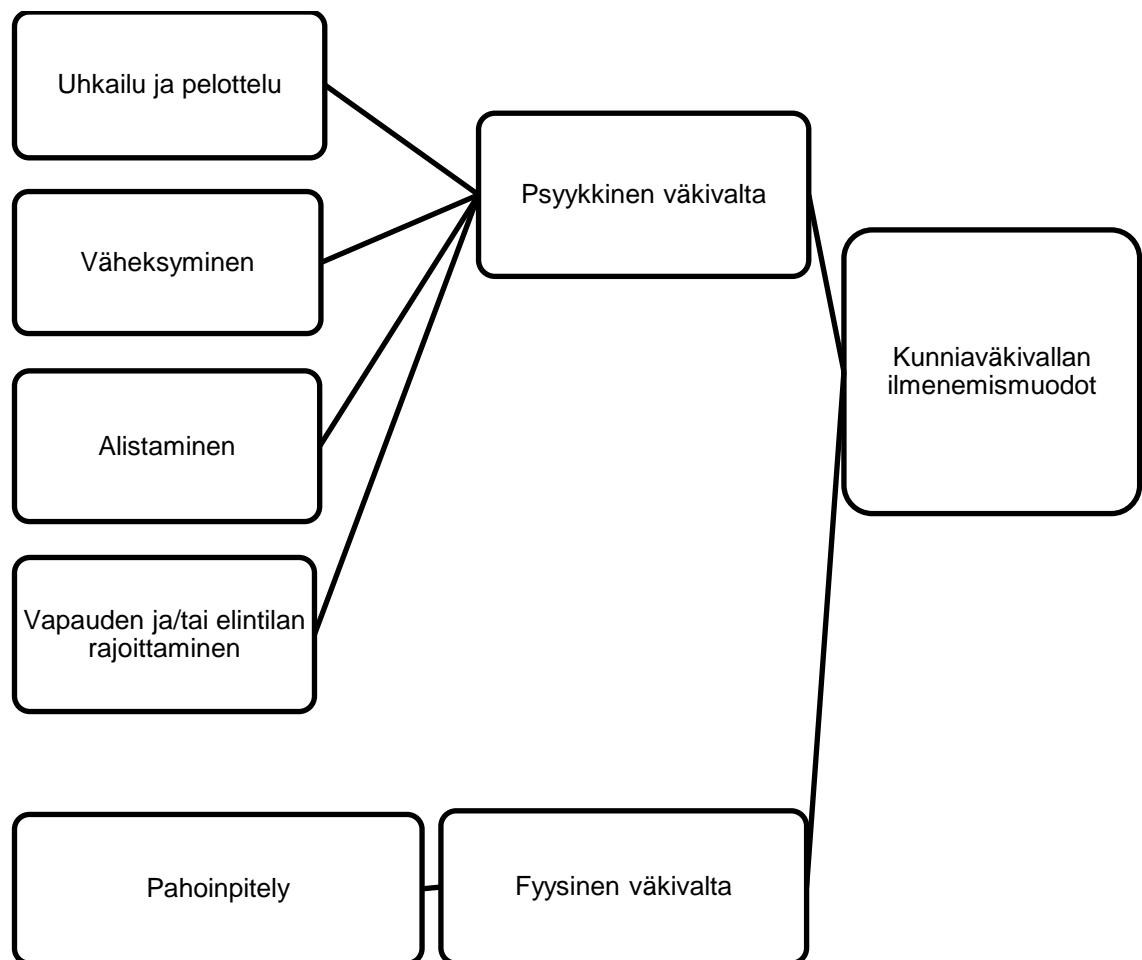 Uhkailu ja pelottelu
Väheksyminen
Alistaminen
Vapauden ja/tai elintilan
rajoittaminen
Pahoinpitely
Psyykkinen väkivalta
Fyysinen väkivalta
Kunniaväkivallan
ilmenemismuodot